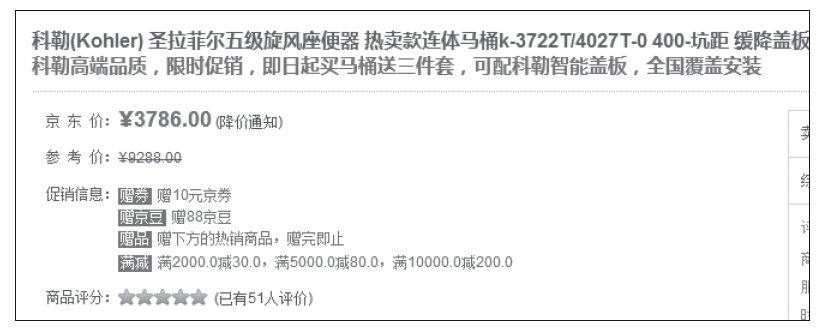 科勒(Kohler) 圣拉菲尔五级旋风座便器 热卖款连体马桶k-3722T/4027T-0 400-坑距 缓降盖板
科勒高端品质，限时促销，即日起买马桶送三件套，可配科勒智能盖板，全国覆盖安装
京 东 价： ¥3786.00 (降价通知)
参 考 价： ¥9288.00
促销信息： 赠券 赠10元京券
赠京豆 赠88京豆
赠品 赠下方的热销商品，赠完即止
满减 满2000.0减30.0，满5000.0减80.0，满10000.0减200.0
商品评分： (已有51人评价)